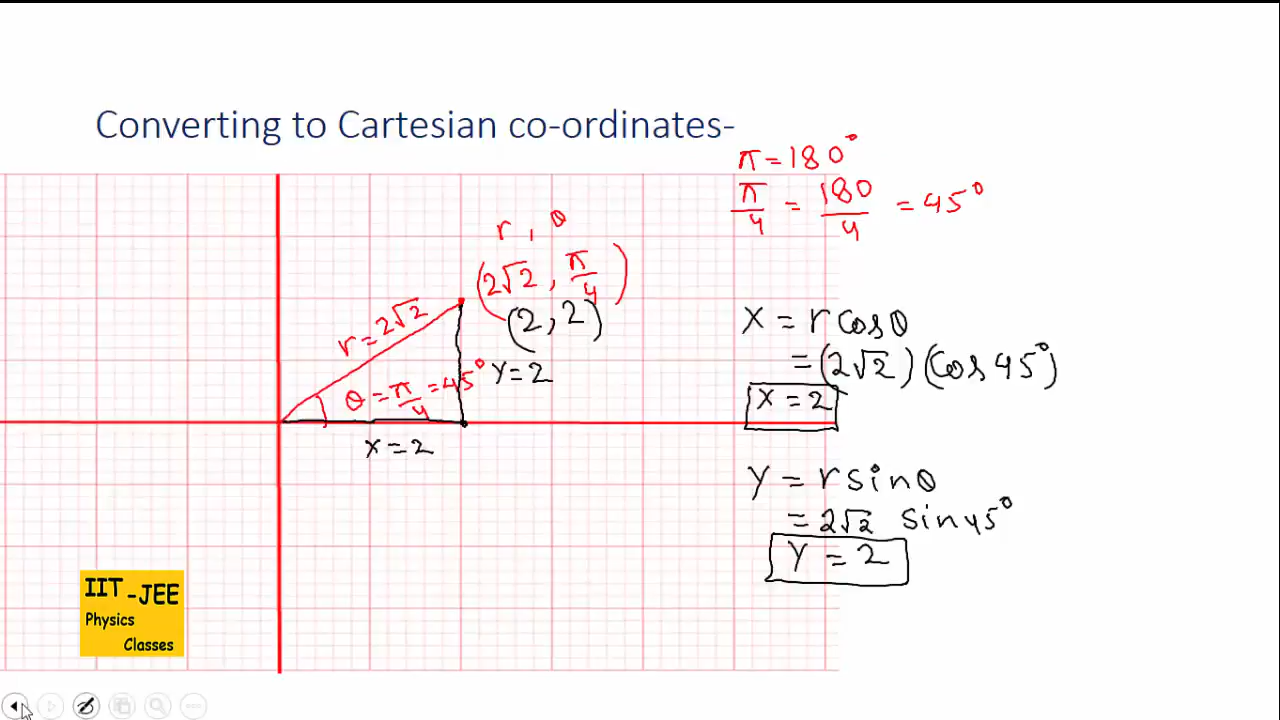 Converting to Cartesian co-ordinates-
π = 180°
π/4 = 180/4 = 45°
r , θ
(2√2 , π/4)
(2 , 2)
r = 2√2
θ = π/4 = 45°
y = 2
x = 2
x = r cos θ
= (2√2) (cos 45°)
x = 2
y = r sin θ
= 2√2 sin 45°
y = 2
IIT -JEE
Physics
Classes